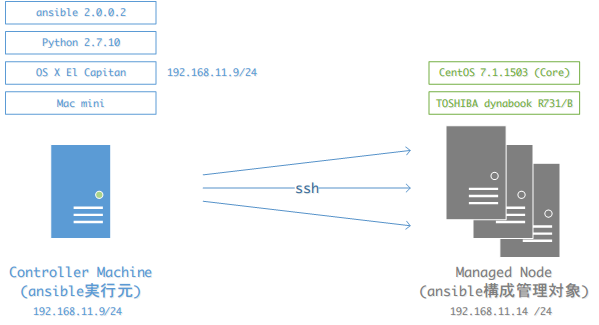 ansible 2.0.0.2
Python 2.7.10
OS X El Capitan
192.168.11.9/24
Mac mini
CentOS 7.1.1503 (Core)
TOSHIBA dynabook R731/B
ssh
Controller Machine
(ansible実行元)
192.168.11.9/24
Managed Node
(ansible構成管理対象)
192.168.11.14 /24